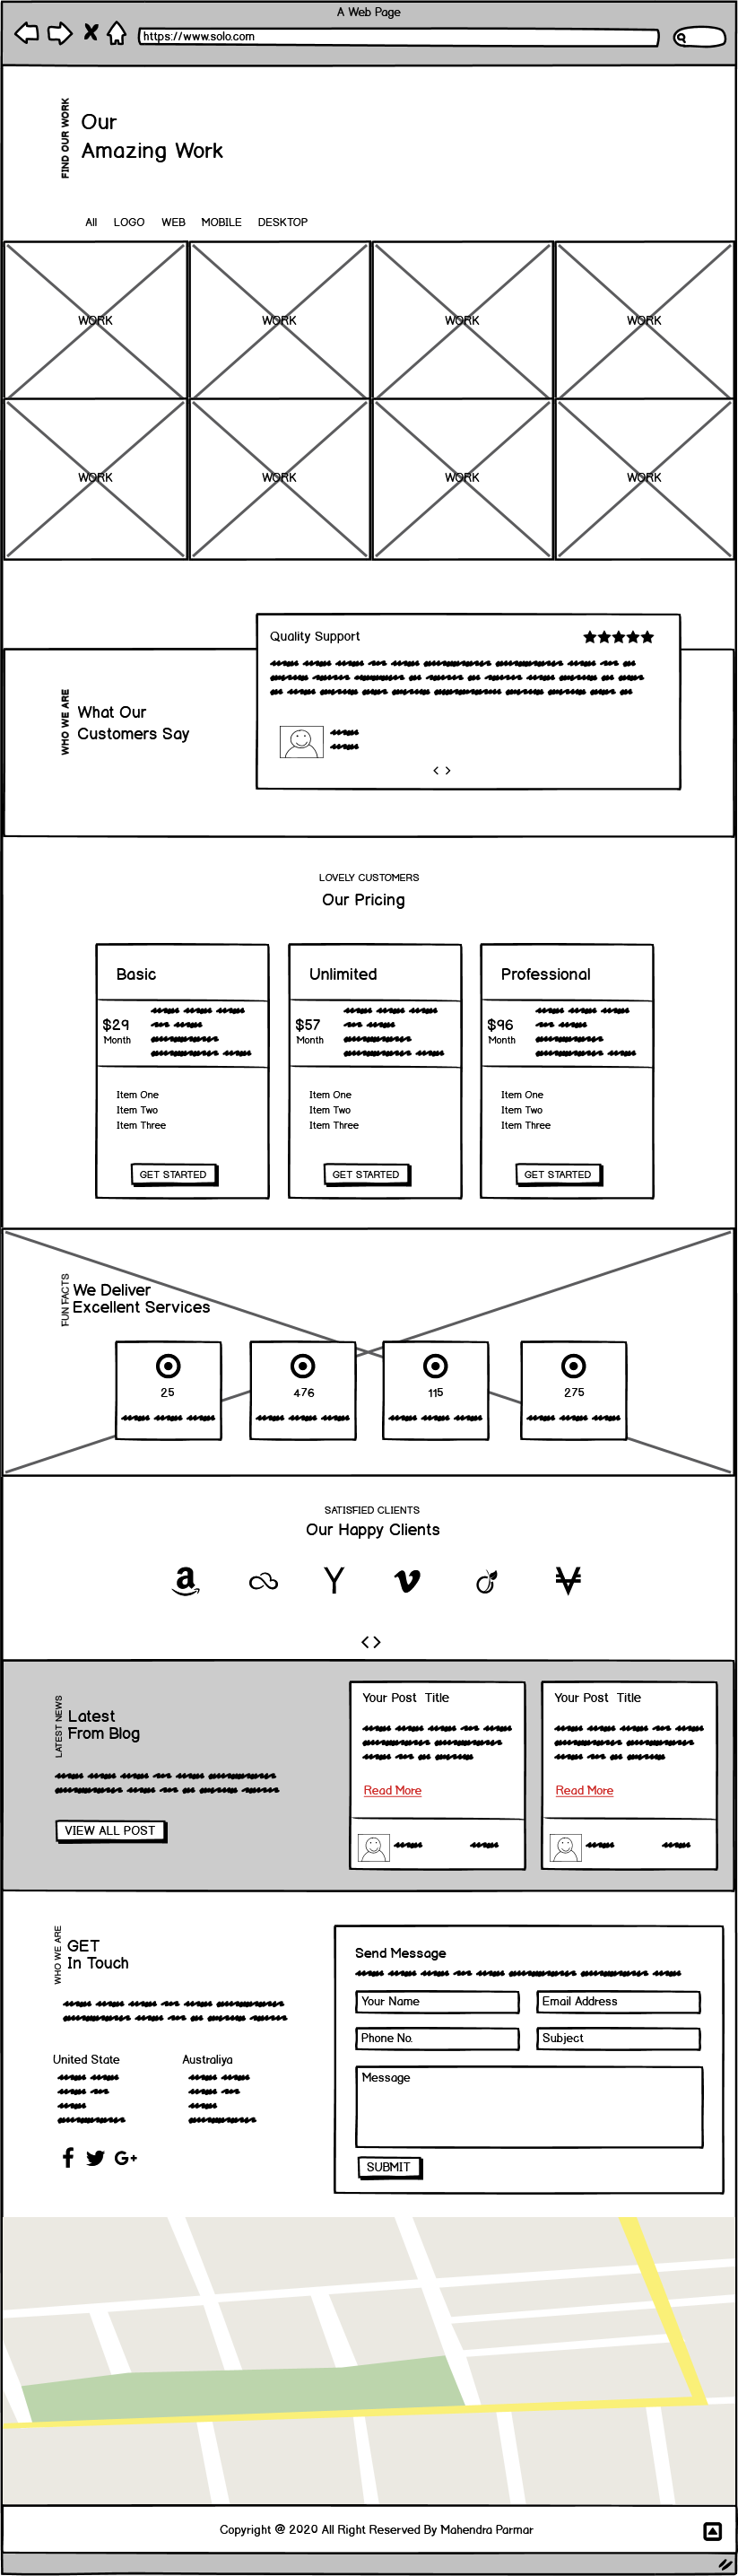 A Web Page
https://www.solo.com
FIND OUR WORK
Our
Amazing Work
All LOGO WEB MOBILE DESKTOP
WORK WORK WORK WORK
WORK WORK WORK WORK
Quality Support
WHO WE ARE
What Our
Customers Say
< >
LOVELY CUSTOMERS
Our Pricing
Basic
$29
Month
Item One
Item Two
Item Three
GET STARTED
Unlimited
$57
Month
Item One
Item Two
Item Three
GET STARTED
Professional
$96
Month
Item One
Item Two
Item Three
GET STARTED
FUN FACTS
We Deliver
Excellent Services
25 476 115 275
SATISFIED CLIENTS
Our Happy Clients
< >
LATEST NEWS
Latest
From Blog
VIEW ALL POST
Your Post Title
Read More
Your Post Title
Read More
WHO WE ARE
GET
In Touch
United State Australiya
G+
Send Message
Your Name Email Address
Phone No. Subject
Message
SUBMIT
Copyright @ 2020 All Right Reserved By Mahendra Parmar